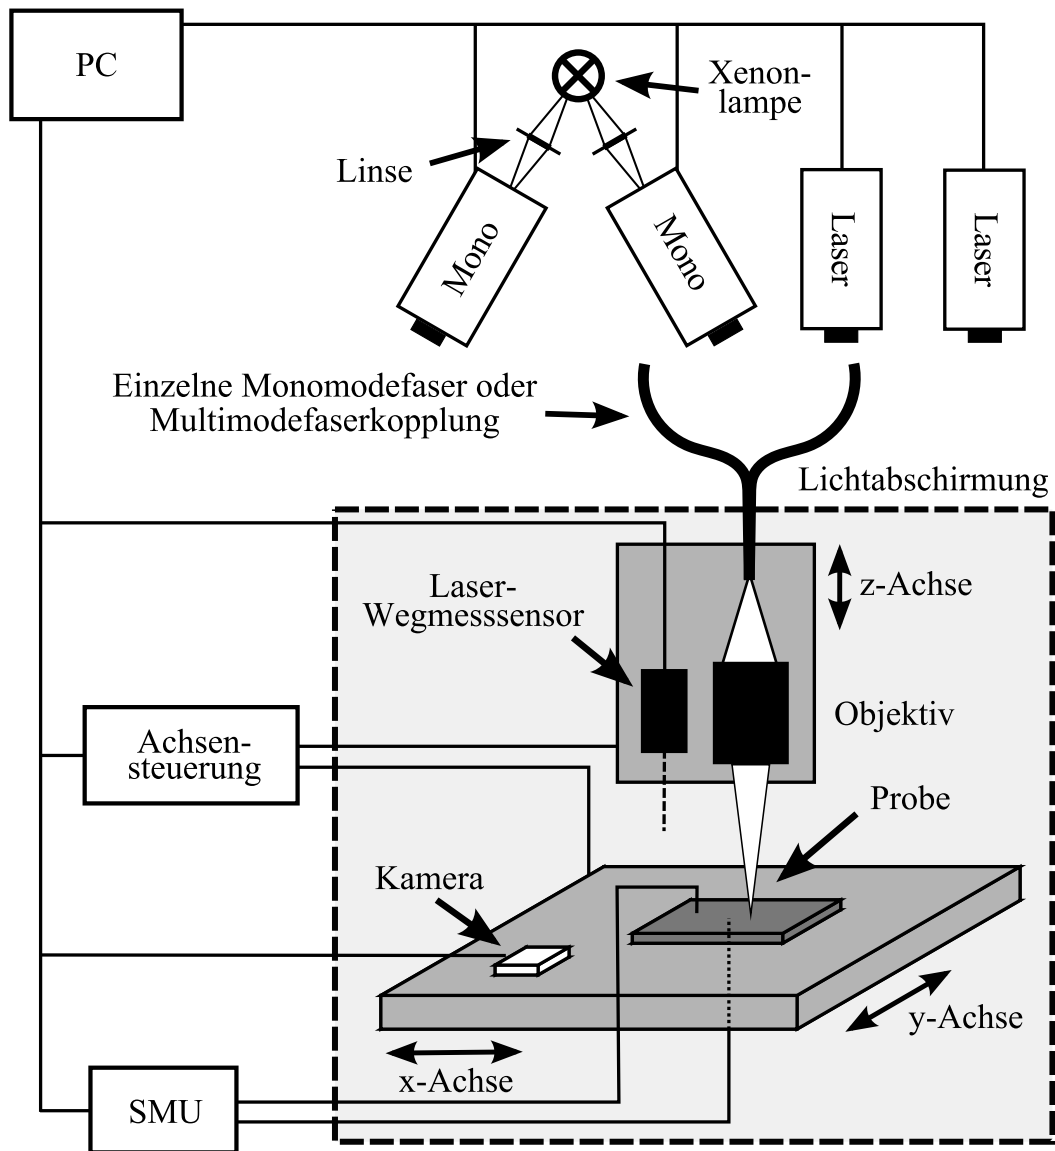 PC
Xenon-
lampe
Linse
Mono
Mono
Laser
Laser
Einzelne Monomodefaser oder
Multimodefaserkopplung
Lichtabschirmung
Laser-
Wegmesssensor
z-Achse
Objektiv
Achsen-
steuerung
Probe
Kamera
y-Achse
x-Achse
SMU